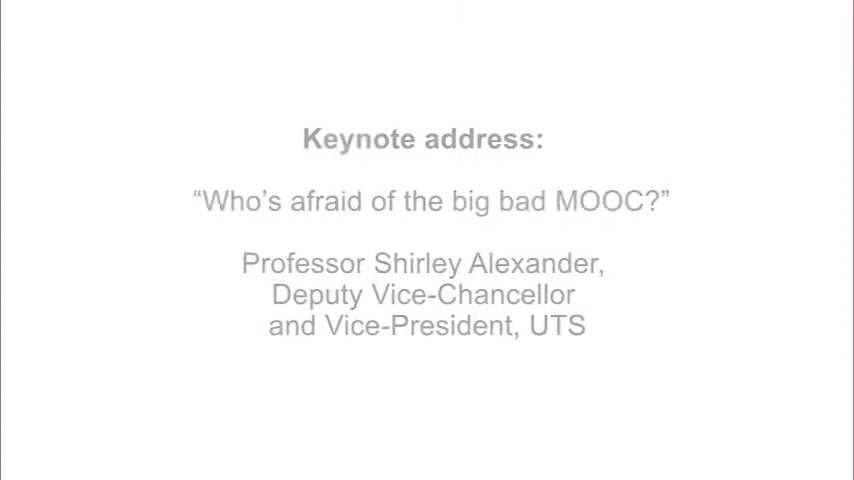 Keynote address:
“Who’s afraid of the big bad MOOC?”
Professor Shirley Alexander,
Deputy Vice-Chancellor
and Vice-President, UTS